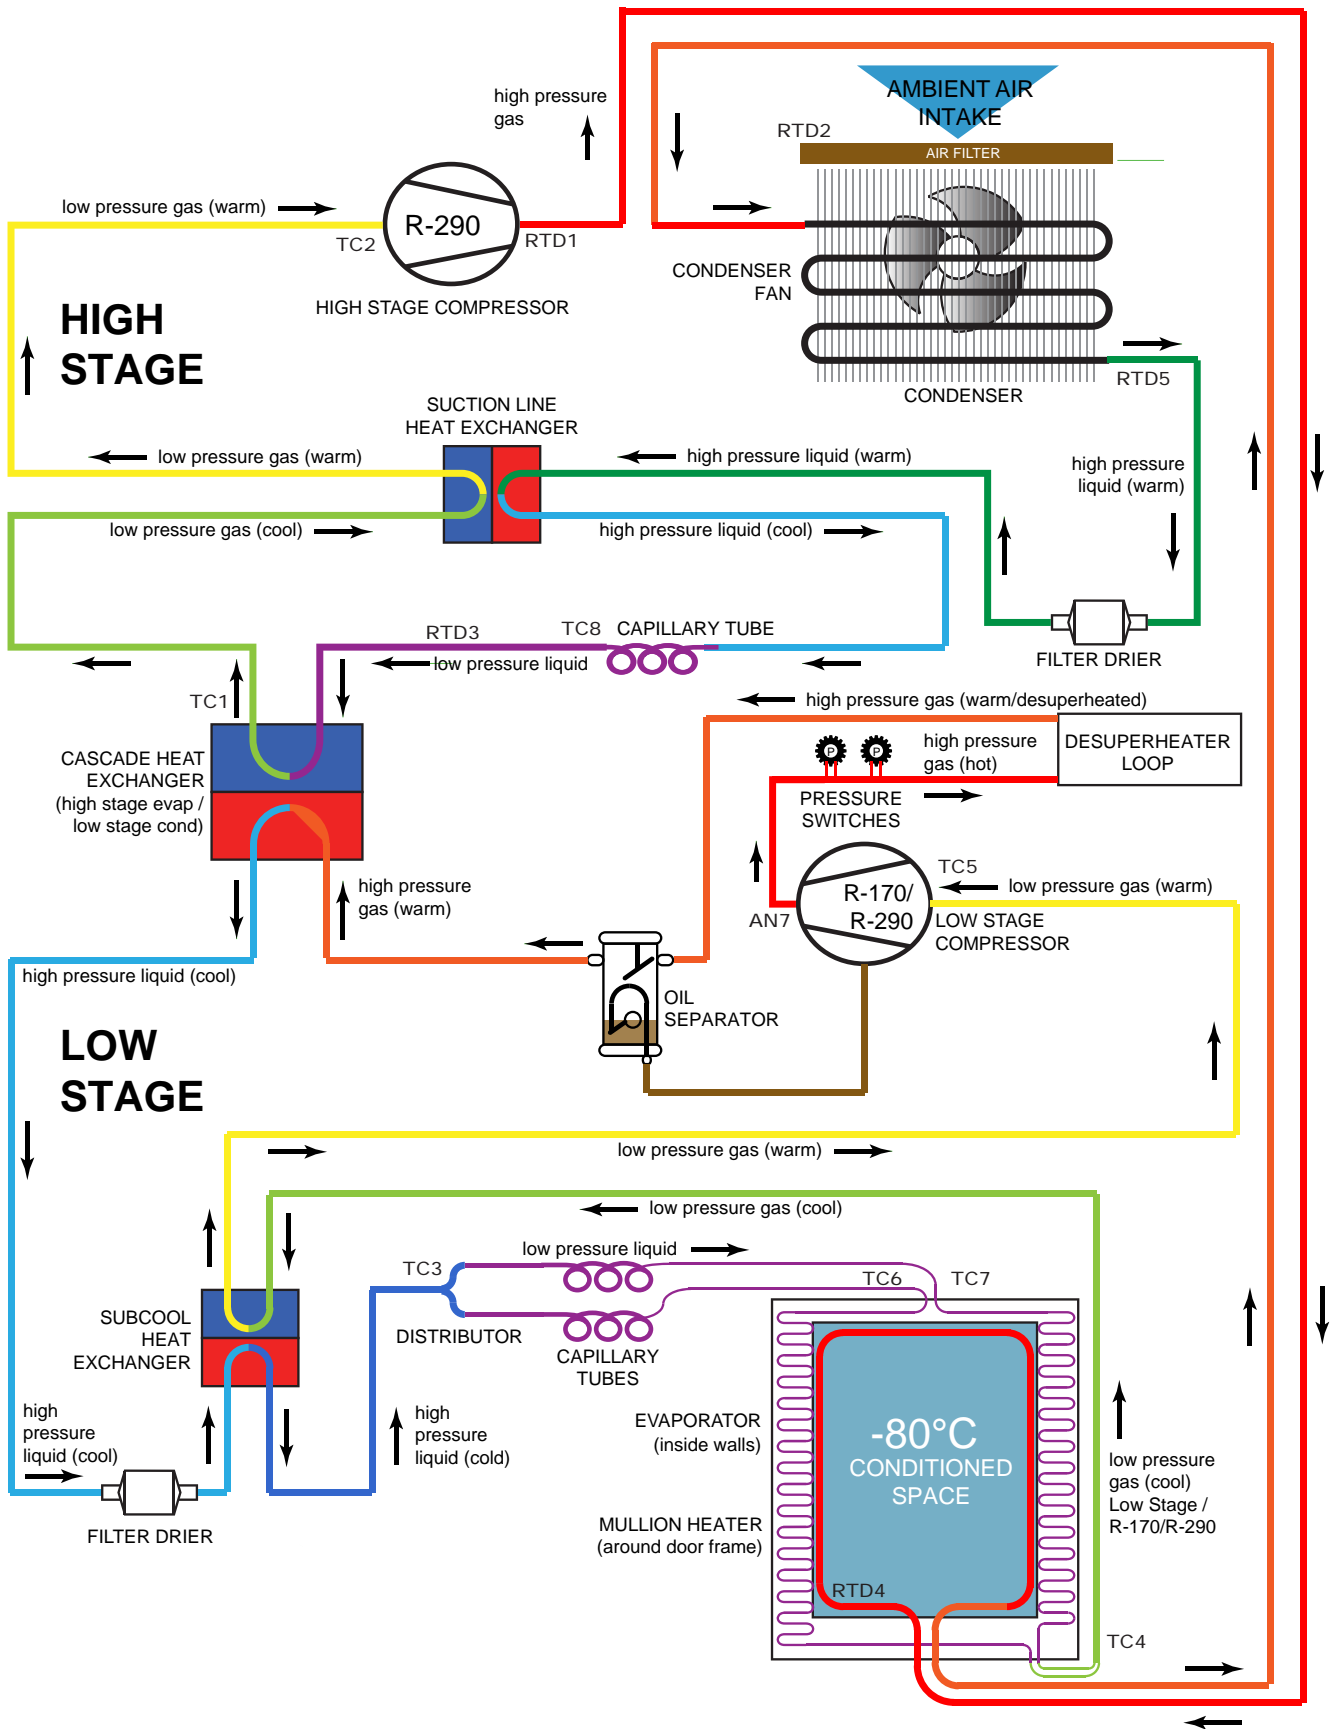 high pressure
gas
AMBIENT AIR
INTAKE
RTD2
AIR FILTER
low pressure gas (warm)
R-290
TC2
RTD1
HIGH STAGE COMPRESSOR
CONDENSER
FAN
HIGH
STAGE
RTD5
CONDENSER
SUCTION LINE
HEAT EXCHANGER
low pressure gas (warm)
high pressure liquid (warm)
high pressure
liquid (warm)
low pressure gas (cool)
high pressure liquid (cool)
RTD3
TC8
CAPILLARY TUBE
low pressure liquid
FILTER DRIER
TC1
high pressure gas (warm/desuperheated)
CASCADE HEAT
EXCHANGER
(high stage evap /
low stage cond)
P
P
high pressure
gas (hot)
DESUPERHEATER
LOOP
PRESSURE
SWITCHES
TC5
high pressure
gas (warm)
R-170/
R-290
low pressure gas (warm)
AN7
LOW STAGE
COMPRESSOR
high pressure liquid (cool)
OIL
SEPARATOR
LOW
STAGE
low pressure gas (warm)
low pressure gas (cool)
low pressure liquid
TC3
TC6
TC7
SUBCOOL
HEAT
EXCHANGER
DISTRIBUTOR
CAPILLARY
TUBES
high
pressure
liquid (cool)
high
pressure
liquid (cold)
EVAPORATOR
(inside walls)
-80°C
CONDITIONED
SPACE
low pressure
gas (cool)
Low Stage /
R-170/R-290
FILTER DRIER
MULLION HEATER
(around door frame)
RTD4
TC4